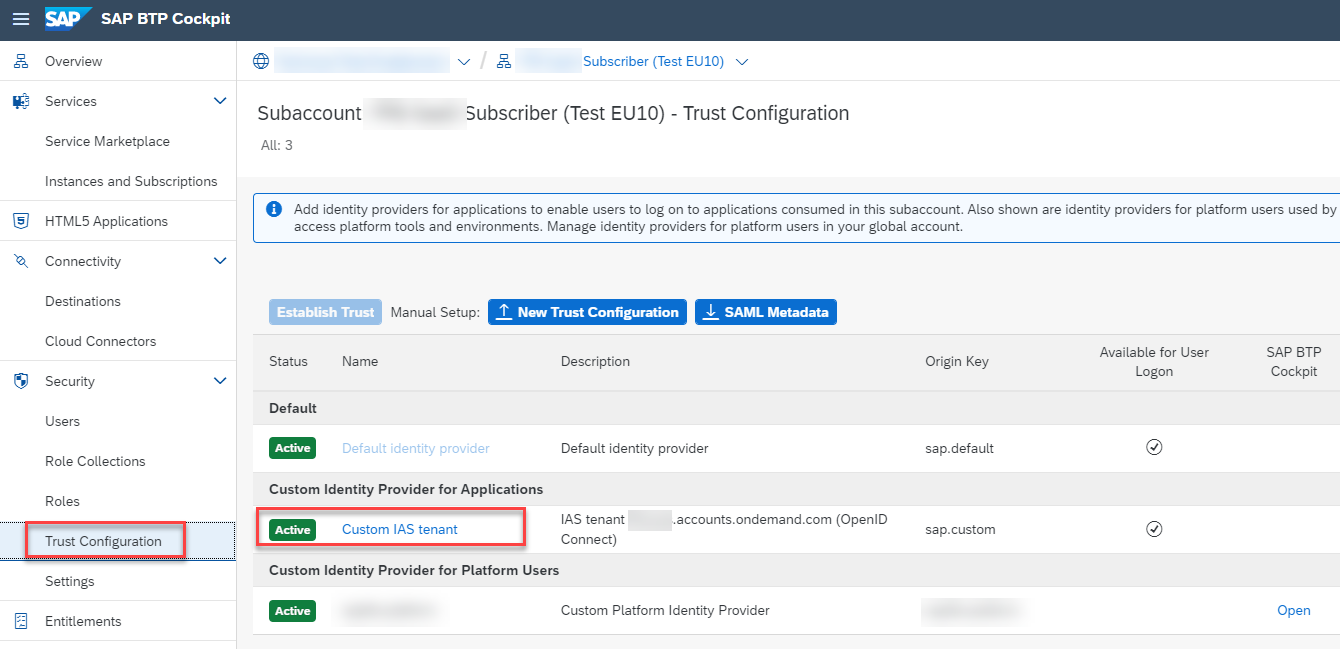 SAP SAP BTP Cockpit
Overview
Services
Service Marketplace
Instances and Subscriptions
HTML5 Applications
Connectivity
Destinations
Cloud Connectors
Security
Users
Role Collections
Roles
Trust Configuration
Settings
Entitlements
/ Subscriber (Test EU10)
Subaccount Subscriber (Test EU10) - Trust Configuration
All: 3
Add identity providers for applications to enable users to log on to applications consumed in this subaccount. Also shown are identity providers for platform users used by
access platform tools and environments. Manage identity providers for platform users in your global account.
Establish Trust Manual Setup: New Trust Configuration SAML Metadata
Status Name Description Origin Key Available for User Logon SAP BTP Cockpit
Default
Active Default identity provider Default identity provider sap.default
Custom Identity Provider for Applications
Active Custom IAS tenant IAS tenant .accounts.ondemand.com (OpenID Connect) sap.custom
Custom Identity Provider for Platform Users
Active Custom Platform Identity Provider Open